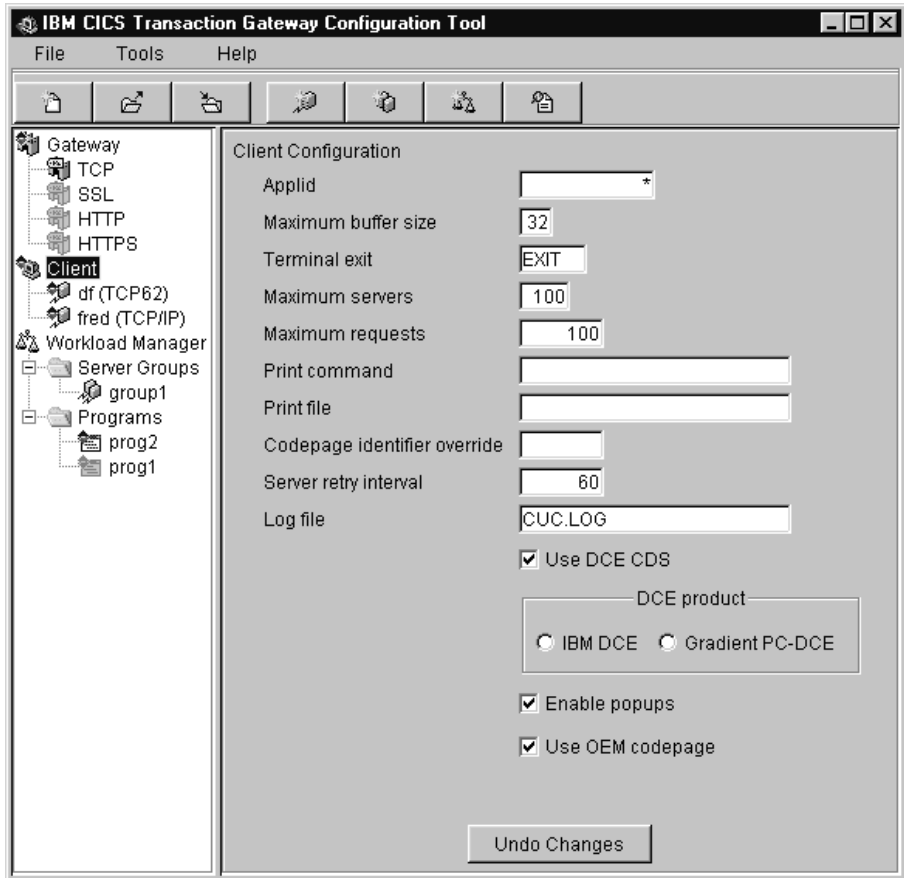 IBM CICS Transaction Gateway Configuration Tool
File Tools Help
Gateway
TCP
SSL
HTTP
HTTPS
Client
df (TCP62)
fred (TCP/IP)
Workload Manager
Server Groups
group1
Programs
prog2
prog1
Client Configuration
Applid *
Maximum buffer size 32
Terminal exit EXIT
Maximum servers 100
Maximum requests 100
Print command
Print file
Codepage identifier override
Server retry interval 60
Log file CUC.LOG
Use DCE CDS
DCE product
IBM DCE Gradient PC-DCE
Enable popups
Use OEM codepage
Undo Changes